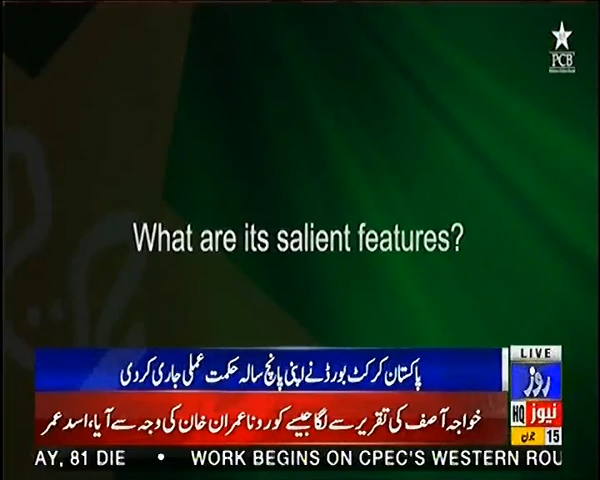 PCB
What are its salient features?
پاکستان کرکٹ بورڈ نے اپنی پانچ سالہ حکمت عملی جاری کردی
LIVE
روز
خواجہ آصف کی تقریر سے لگا جیسے کورونا عمران خان کی وجہ سے آیا، اسد عمر
HQ نیوز
جون 15
AY, 81 DIE • WORK BEGINS ON CPEC'S WESTERN ROU